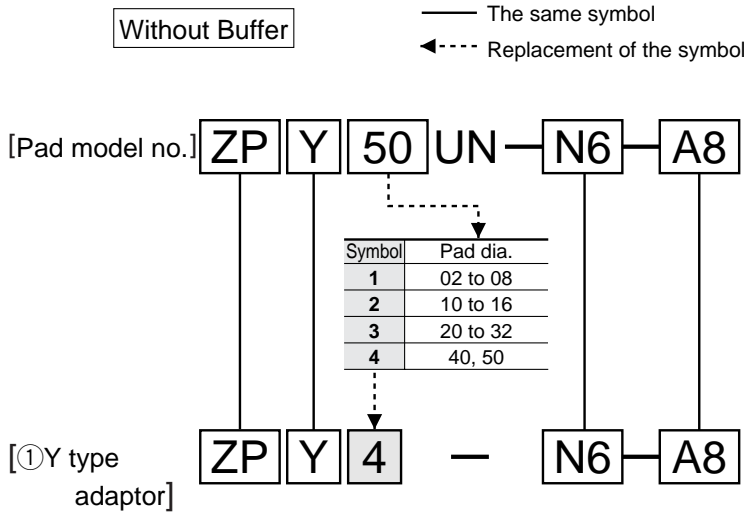 Without Buffer
The same symbol
Replacement of the symbol
[Pad model no.] ZP Y 50 UN — N6 — A8
Symbol Pad dia.
1 02 to 08
2 10 to 16
3 20 to 32
4 40, 50
[①Y type ZP Y 4 — N6 — A8
adaptor]